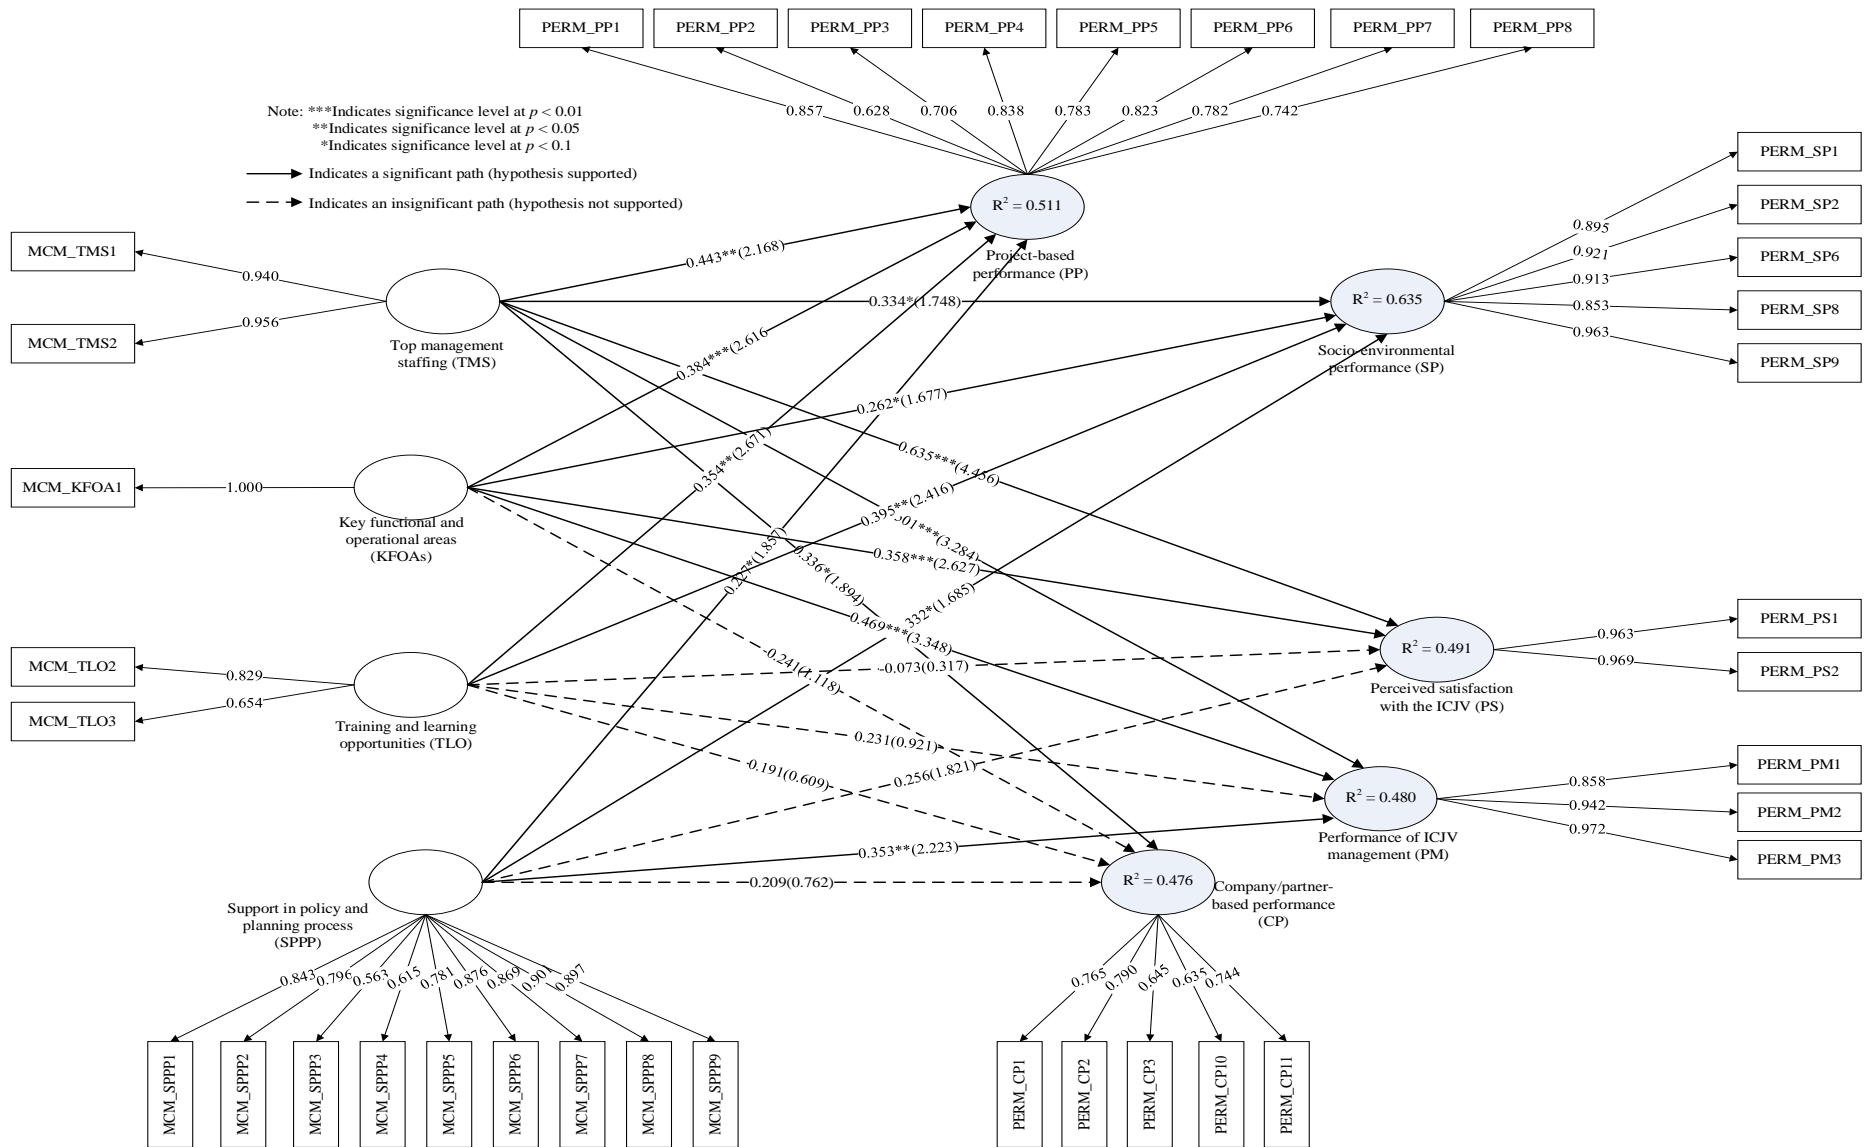 PERM_PP1 PERM_PP2 PERM_PP3 PERM_PP4 PERM_PP5 PERM_PP6 PERM_PP7 PERM_PP8
0.857 0.628 0.706 0.838 0.783 0.823 0.782 0.742
Note: ***Indicates significance level at p < 0.01
**Indicates significance level at p < 0.05
*Indicates significance level at p < 0.1
Indicates a significant path (hypothesis supported)
Indicates an insignificant path (hypothesis not supported)
R² = 0.511
Project-based
performance (PP)
PERM_SP1
PERM_SP2
PERM_SP6
PERM_SP8
PERM_SP9
0.895
0.921
0.913
0.853
0.963
R² = 0.635
Socio-environmental
performance (SP)
MCM_TMS1
MCM_TMS2
0.940
0.956
Top management
staffing (TMS)
0.443**(2.168)
0.334*(1.748)
0.384***(2.616
0.262*(1.677)
0.635***(4.456)
0.354**(2.671)
0.395**(2.416)
01***(3.284)
0.358***(2.627)
0.227*(1.857)
0.336*(1.894)
332*(1.685)
0.469***(3.348)
0.241(1.118)
-0.073(0.317)
0.231(0.921)
0.191(0.609)
0.256(1.821)
0.353**(2.223)
0.209(0.762)
MCM_KFOA1
1.000
Key functional and
operational areas
(KFOAs)
MCM_TLO2
MCM_TLO3
0.829
0.654
Training and learning
opportunities (TLO)
R² = 0.491
Perceived satisfaction
with the ICJV (PS)
0.963
0.969
PERM_PS1
PERM_PS2
R² = 0.480
Performance of ICJV
management (PM)
0.858
0.942
0.972
PERM_PM1
PERM_PM2
PERM_PM3
R² = 0.476
Company/partner-
based performance
(CP)
Support in policy and
planning process
(SPPP)
0.843 0.796 0.563 0.615 0.781 0.876 0.869 0.901 0.897
MCM_SPPP1 MCM_SPPP2 MCM_SPPP3 MCM_SPPP4 MCM_SPPP5 MCM_SPPP6 MCM_SPPP7 MCM_SPPP8 MCM_SPPP9
0.765 0.790 0.645 0.635 0.744
PERM_CP1 PERM_CP2 PERM_CP3 PERM_CP10 PERM_CP11